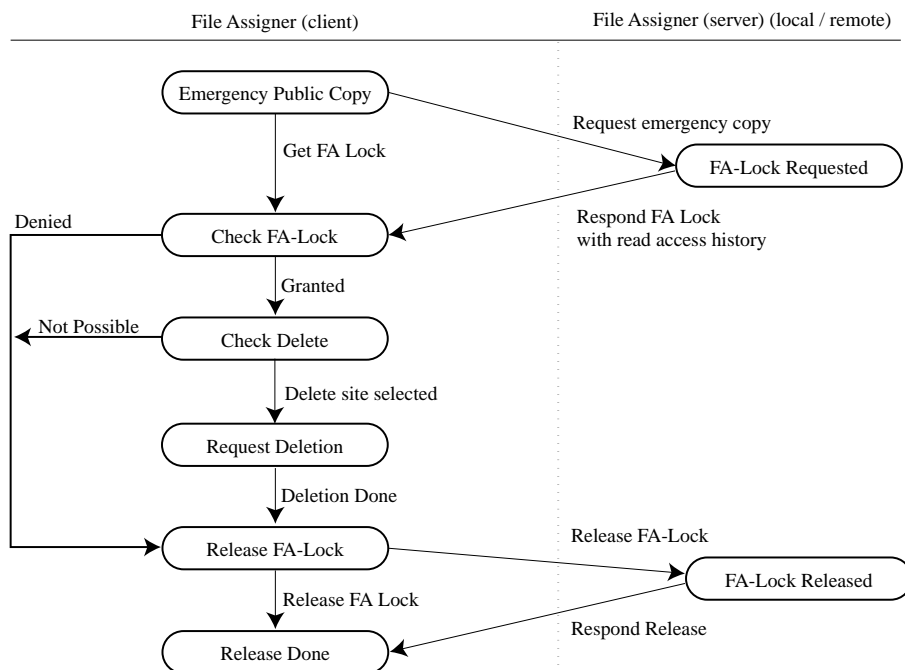 File Assigner (client)
File Assigner (server) (local / remote)
Emergency Public Copy
Request emergency copy
Get FA Lock
FA-Lock Requested
Denied
Check FA-Lock
Respond FA Lock
with read access history
Granted
Not Possible
Check Delete
Delete site selected
Request Deletion
Deletion Done
Release FA-Lock
Release FA-Lock
FA-Lock Released
Release FA Lock
Respond Release
Release Done